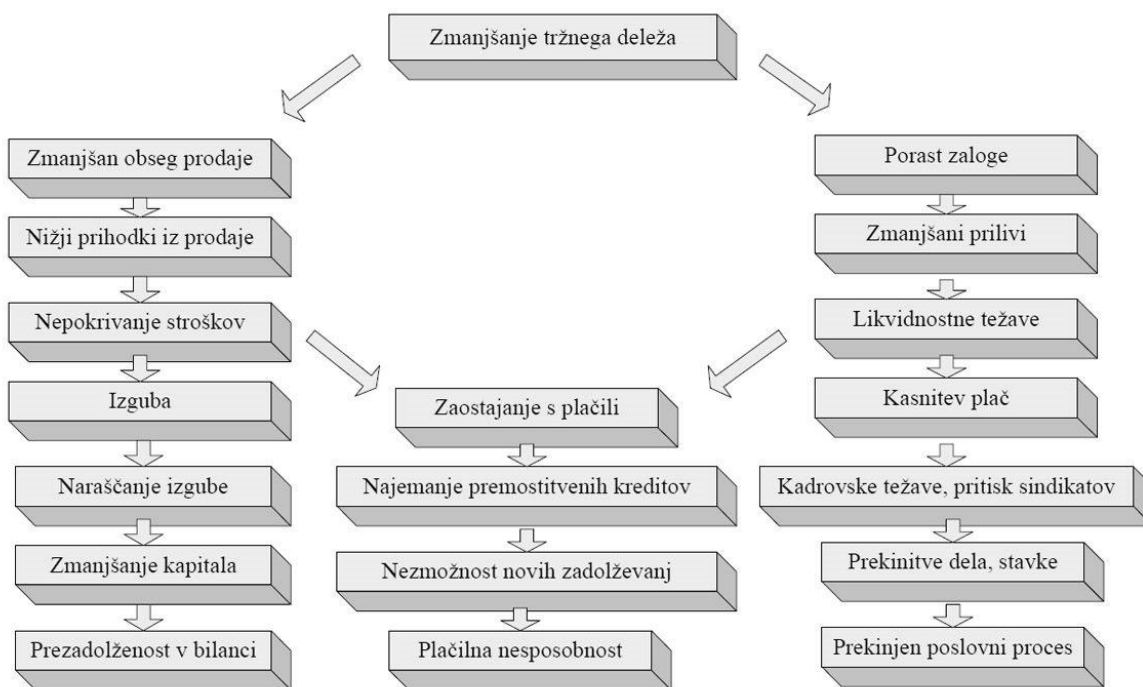 Zmanjšanje tržnega deleža
Zmanjšan obseg prodaje
Nižji prihodki iz prodaje
Nepokrivanje stroškov
Izguba
Naraščanje izgube
Zmanjšanje kapitala
Prezadolženost v bilanci
Zaostajanje s plačili
Najemanje premostitvenih kreditov
Nezmožnost novih zadolževanj
Plačilna nesposobnost
Porast zaloge
Zmanjšani prilivi
Likvidnostne težave
Kasnitev plač
Kadrovske težave, pritisk sindikatov
Prekinitve dela, stavke
Prekinjen poslovni proces